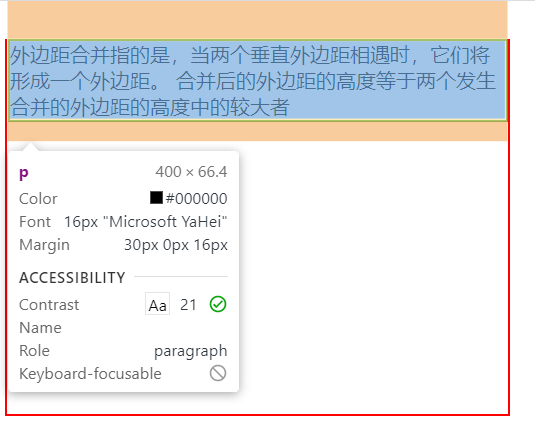 外边距合并指的是，当两个垂直外边距相遇时，它们将
形成一个外边距。 合并后的外边距的高度等于两个发生
合并的外边距的高度中的较大者
p 400 × 66.4
Color #000000
Font 16px "Microsoft YaHei"
Margin 30px 0px 16px
ACCESSIBILITY
Contrast Aa 21
Name
Role paragraph
Keyboard-focusable